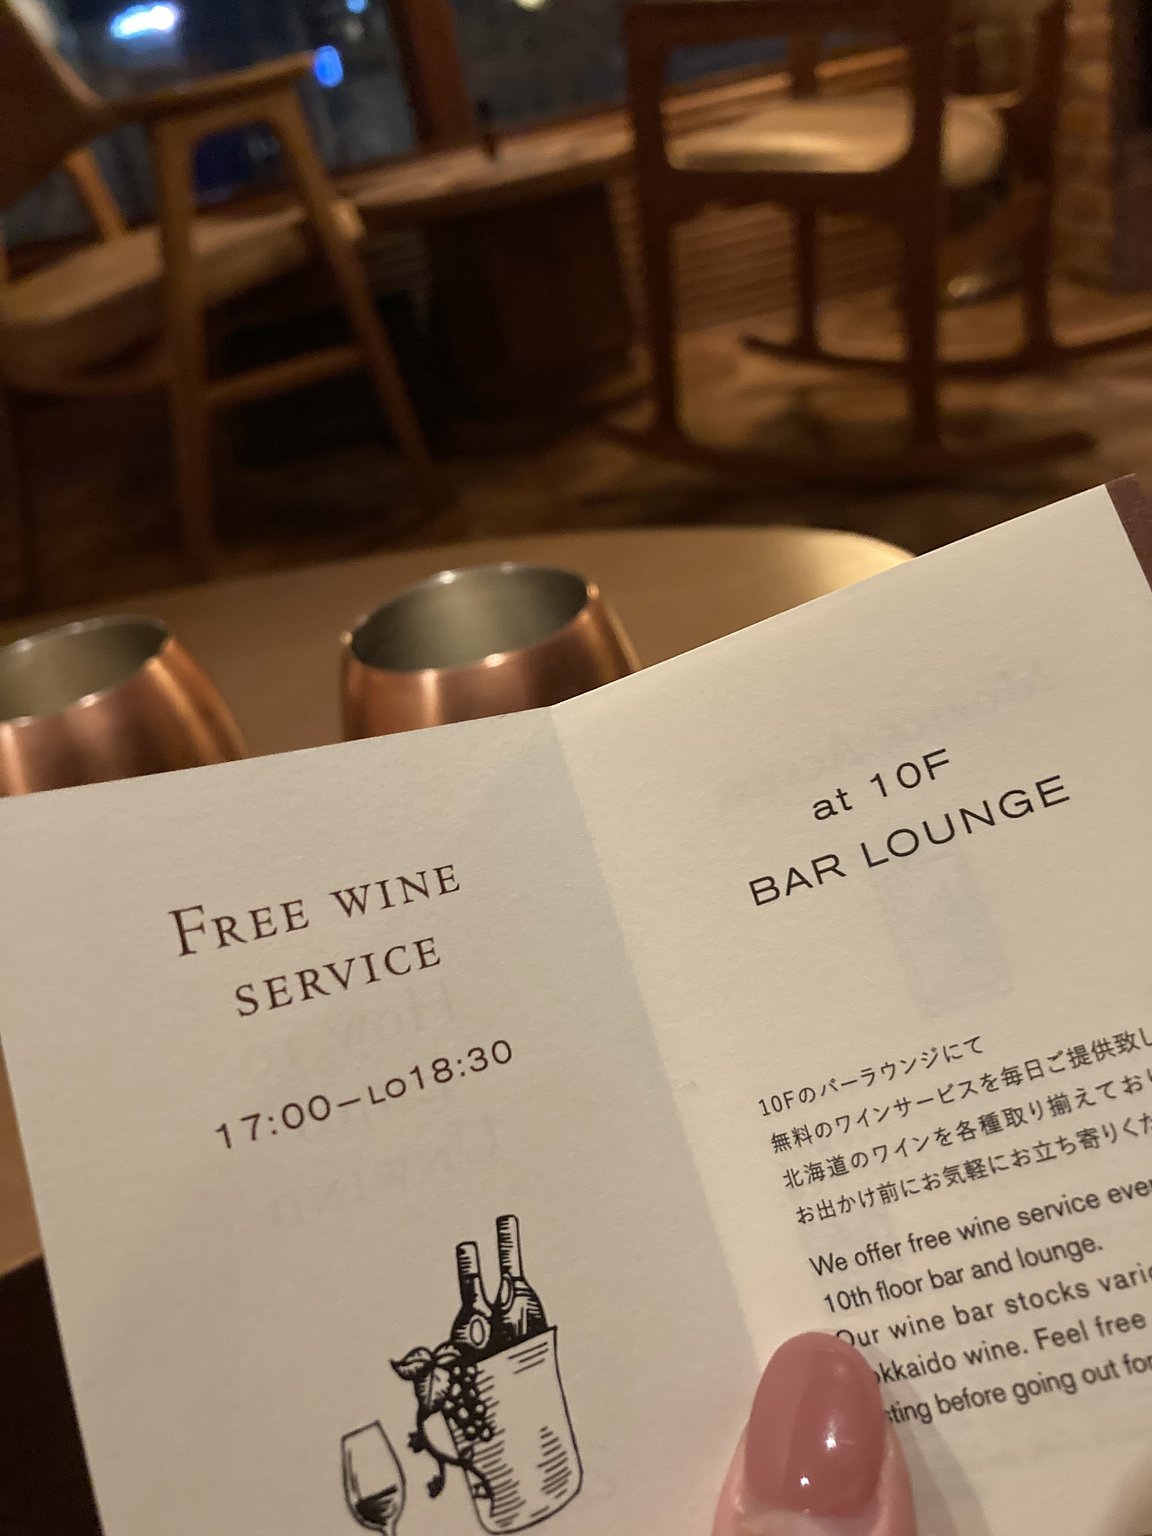 FREE WINE
SERVICE
17:00–LO18:30
at 10F
BAR LOUNGE
10Fのバーラウンジにて
無料のワインサービスを毎日ご提供致し
北海道のワインを各種取り揃えており
お出かけ前にお気軽にお立ち寄りくだ
We offer free wine service ever
10th floor bar and lounge.
Our wine bar stocks vario
okkaido wine. Feel free
sting before going out for